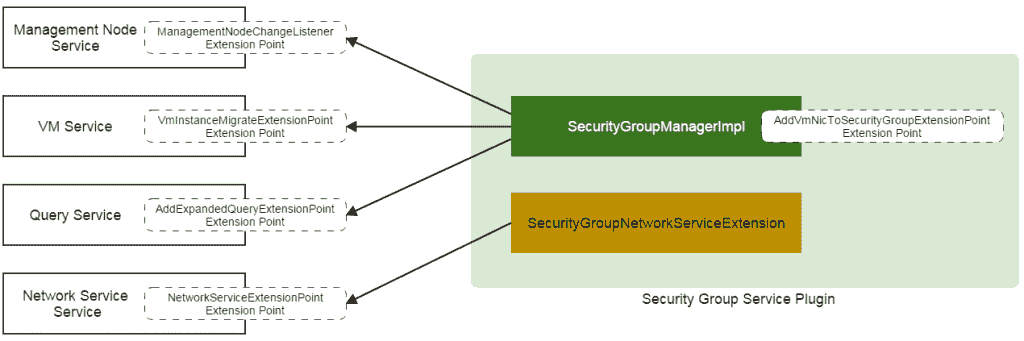 Management Node
Service
ManagementNodeChangeListener
Extension Point
VM Service
VmInstanceMigrateExtensionPoint
Extension Point
Query Service
AddExpandedQueryExtensionPoint
Extension Point
Network Service
Service
NetworkServiceExtensionPoint
Extension Point
SecurityGroupManagerImpl
AddVmNicToSecurityGroupExtensionPoint
Extension Point
SecurityGroupNetworkServiceExtension
Security Group Service Plugin